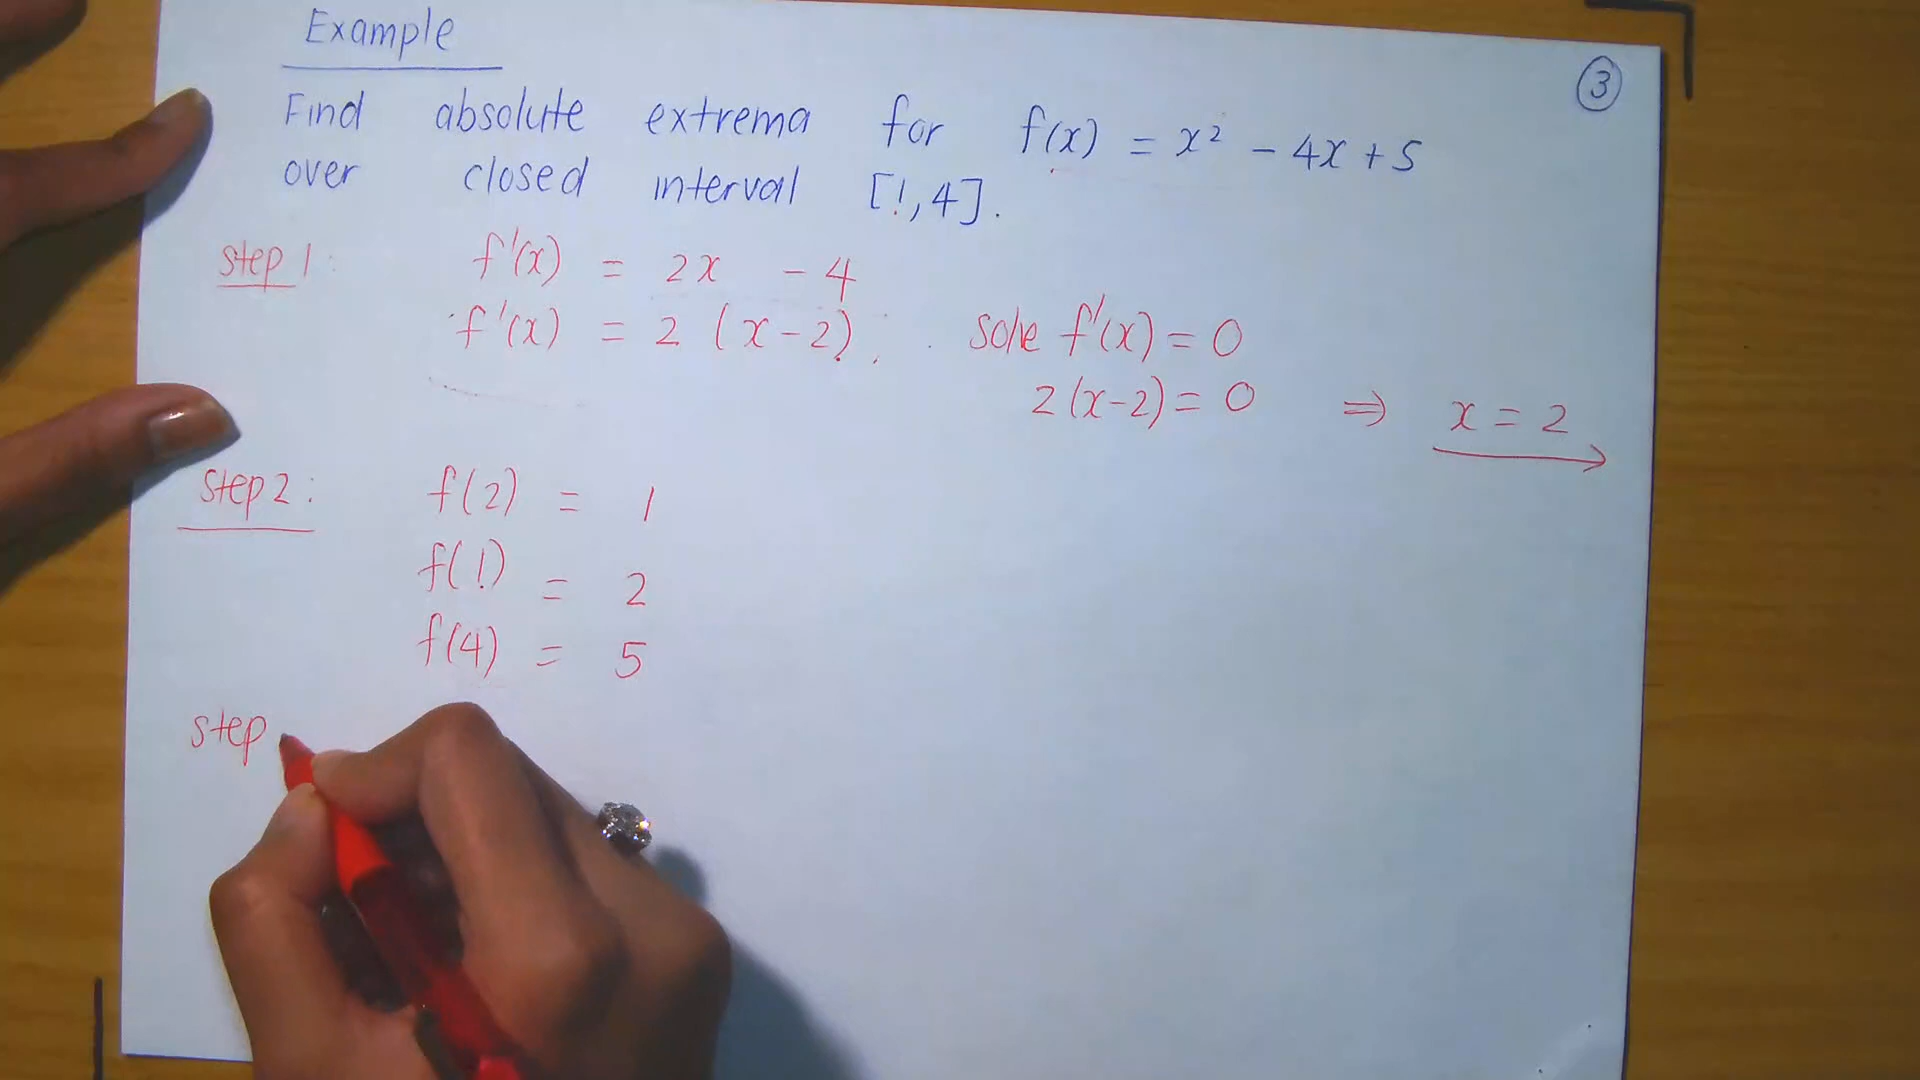 Example
③
Find absolute extrema for f(x) = x² - 4x + 5
over closed interval [1,4].
step 1: f'(x) = 2x - 4
f'(x) = 2 (x-2) solve f'(x) = 0
2(x-2) = 0 ⇒ x = 2
step 2: f(2) = 1
f(1) = 2
f(4) = 5
step